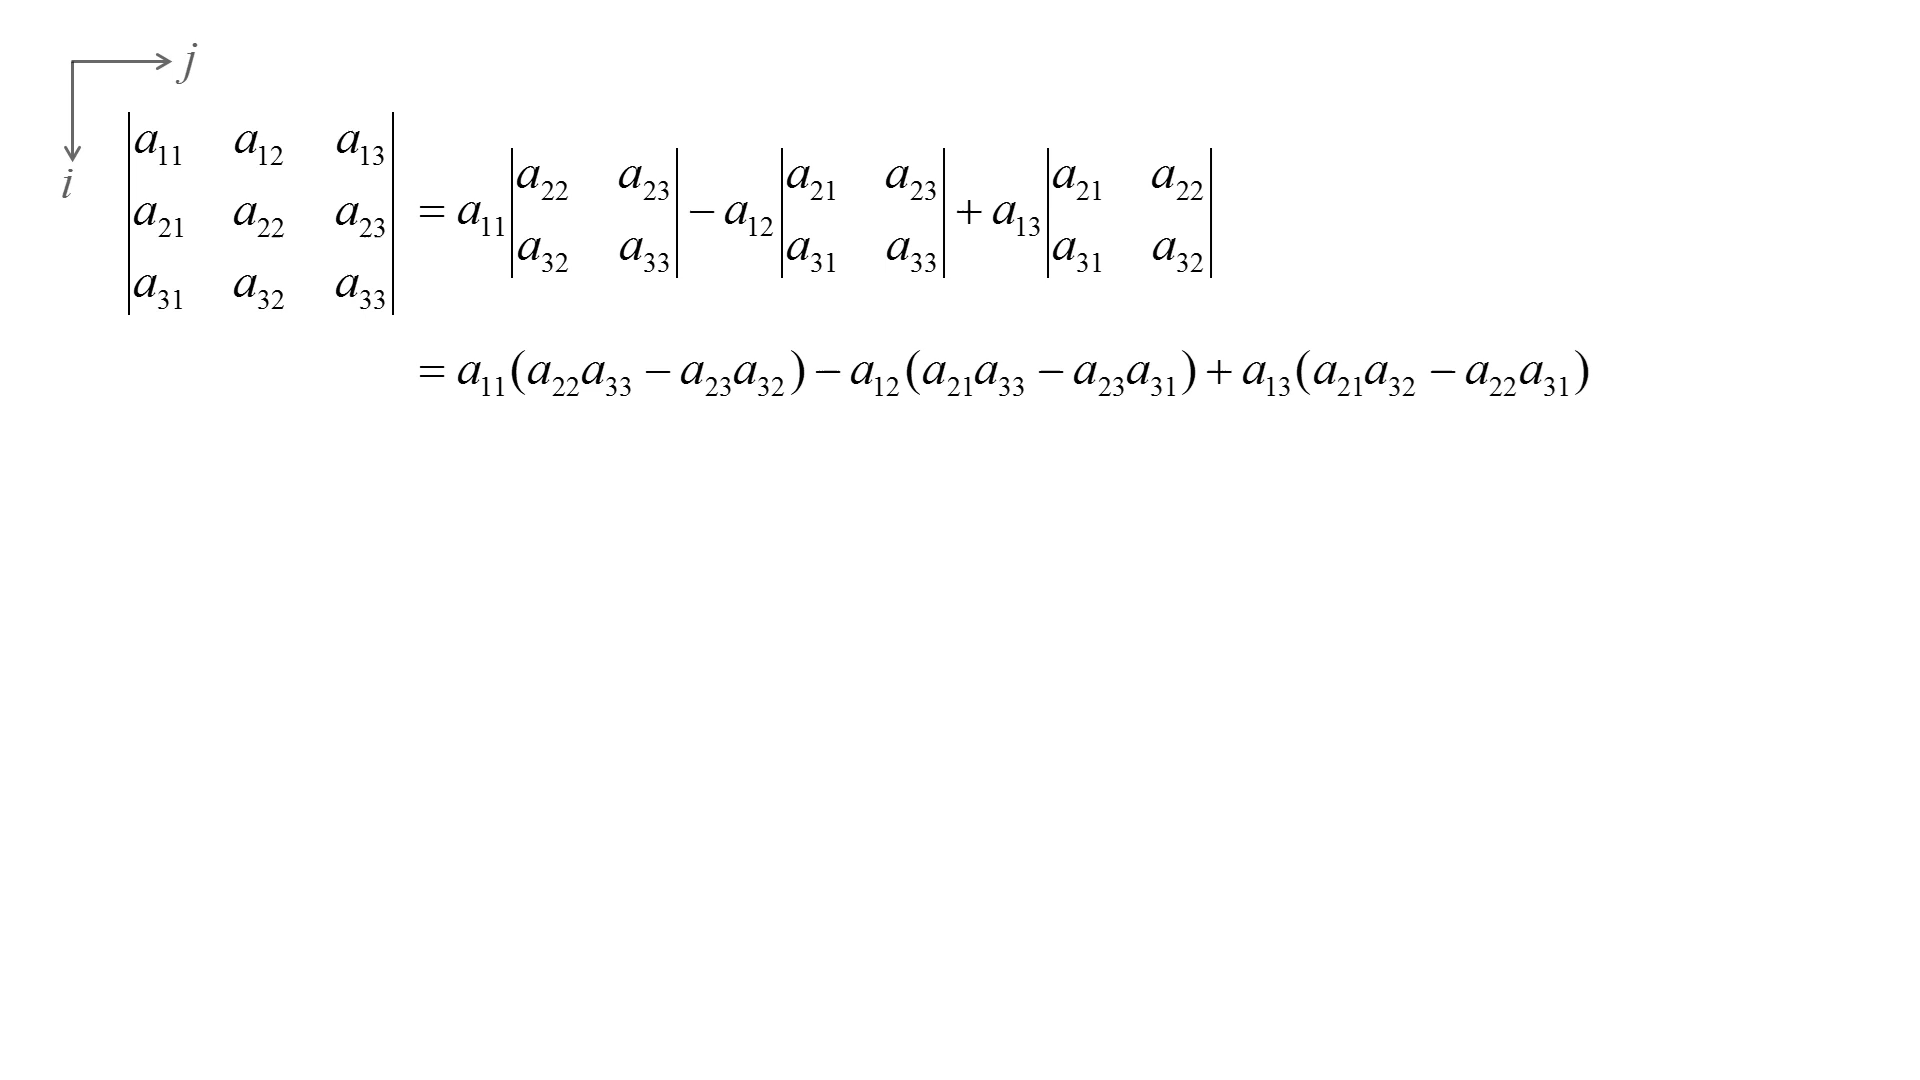 j
i
| a₁₁ a₁₂ a₁₃ |
| a₂₁ a₂₂ a₂₃ | = a₁₁ | a₂₂ a₂₃ ; a₃₂ a₃₃ | − a₁₂ | a₂₁ a₂₃ ; a₃₁ a₃₃ | + a₁₃ | a₂₁ a₂₂ ; a₃₁ a₃₂ |
| a₃₁ a₃₂ a₃₃ |
= a₁₁(a₂₂a₃₃ − a₂₃a₃₂) − a₁₂(a₂₁a₃₃ − a₂₃a₃₁) + a₁₃(a₂₁a₃₂ − a₂₂a₃₁)